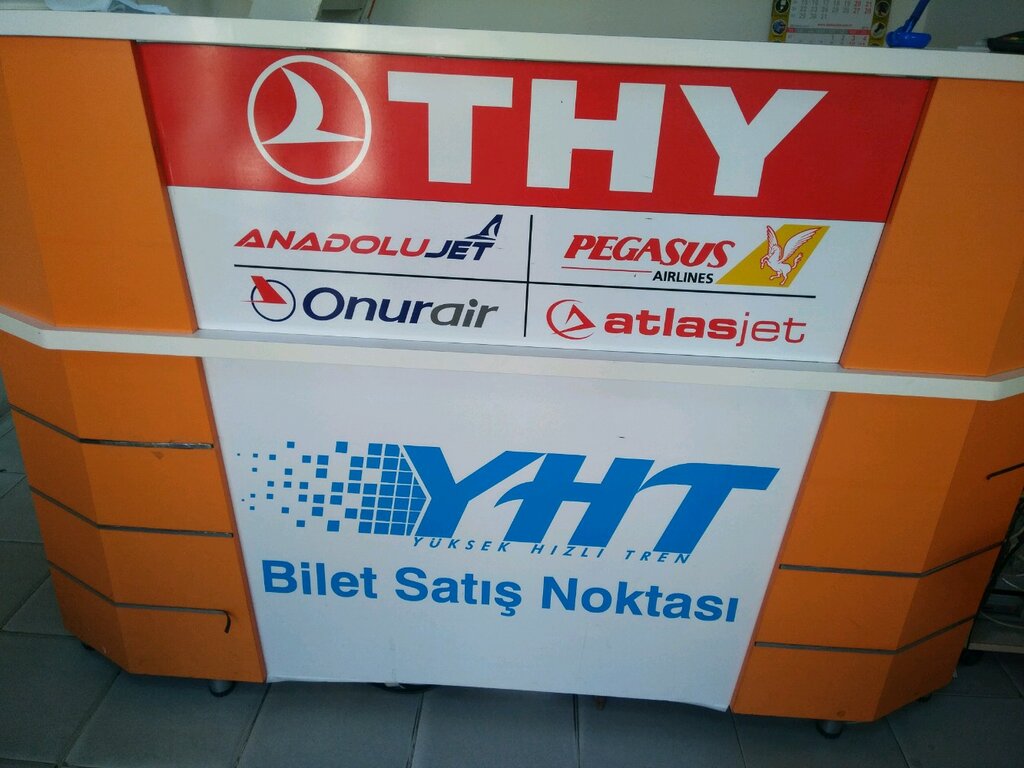 THY
ANADOLUJET
PEGASUS
AIRLINES
Onurair
atlasjet
YHT
YÜKSEK HIZLI TREN
Bilet Satış Noktası